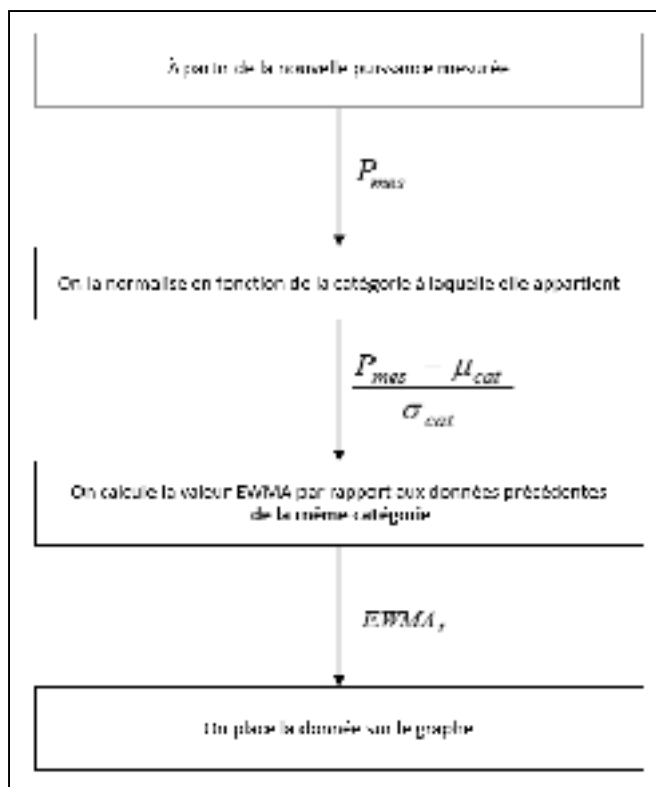 À partir de la nouvelle puissance mesurée
P_mes
On la normalise en fonction de la catégorie à laquelle elle appartient
P_mes − μ_cat
σ_cat
On calcule la valeur EWMA par rapport aux données précédentes
de la même catégorie
EWMA_t
On place la donnée sur le graphe